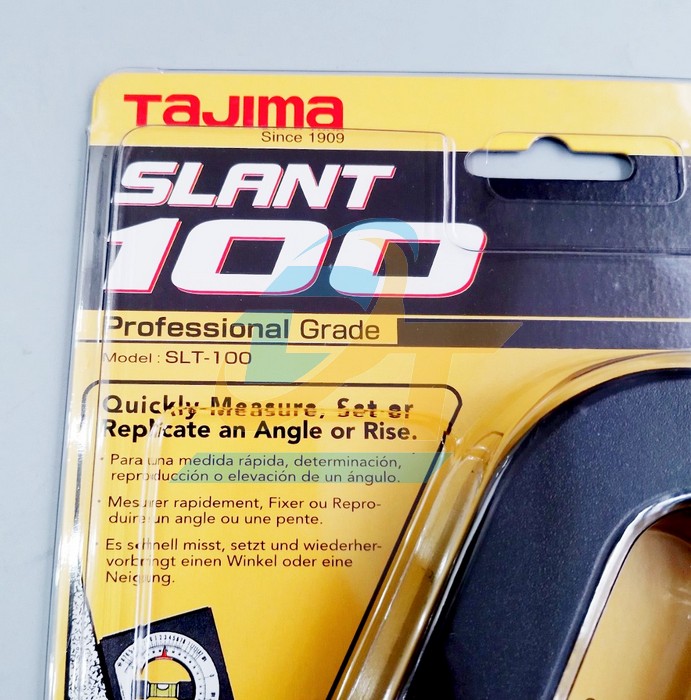 TAJIMA
Since 1909
SLANT
100
Professional Grade
Model : SLT-100
Quickly Measure, Set or
Replicate an Angle or Rise.
· Para una medida rápida, determinación,
reproducción o elevación de un ángulo.
· Mesurer rapidement, Fixer ou Repro-
duire un angle ou une pente.
· Es schnell misst, setzt und wiederher-
vorbringt einen Winkel oder eine
Neigung.